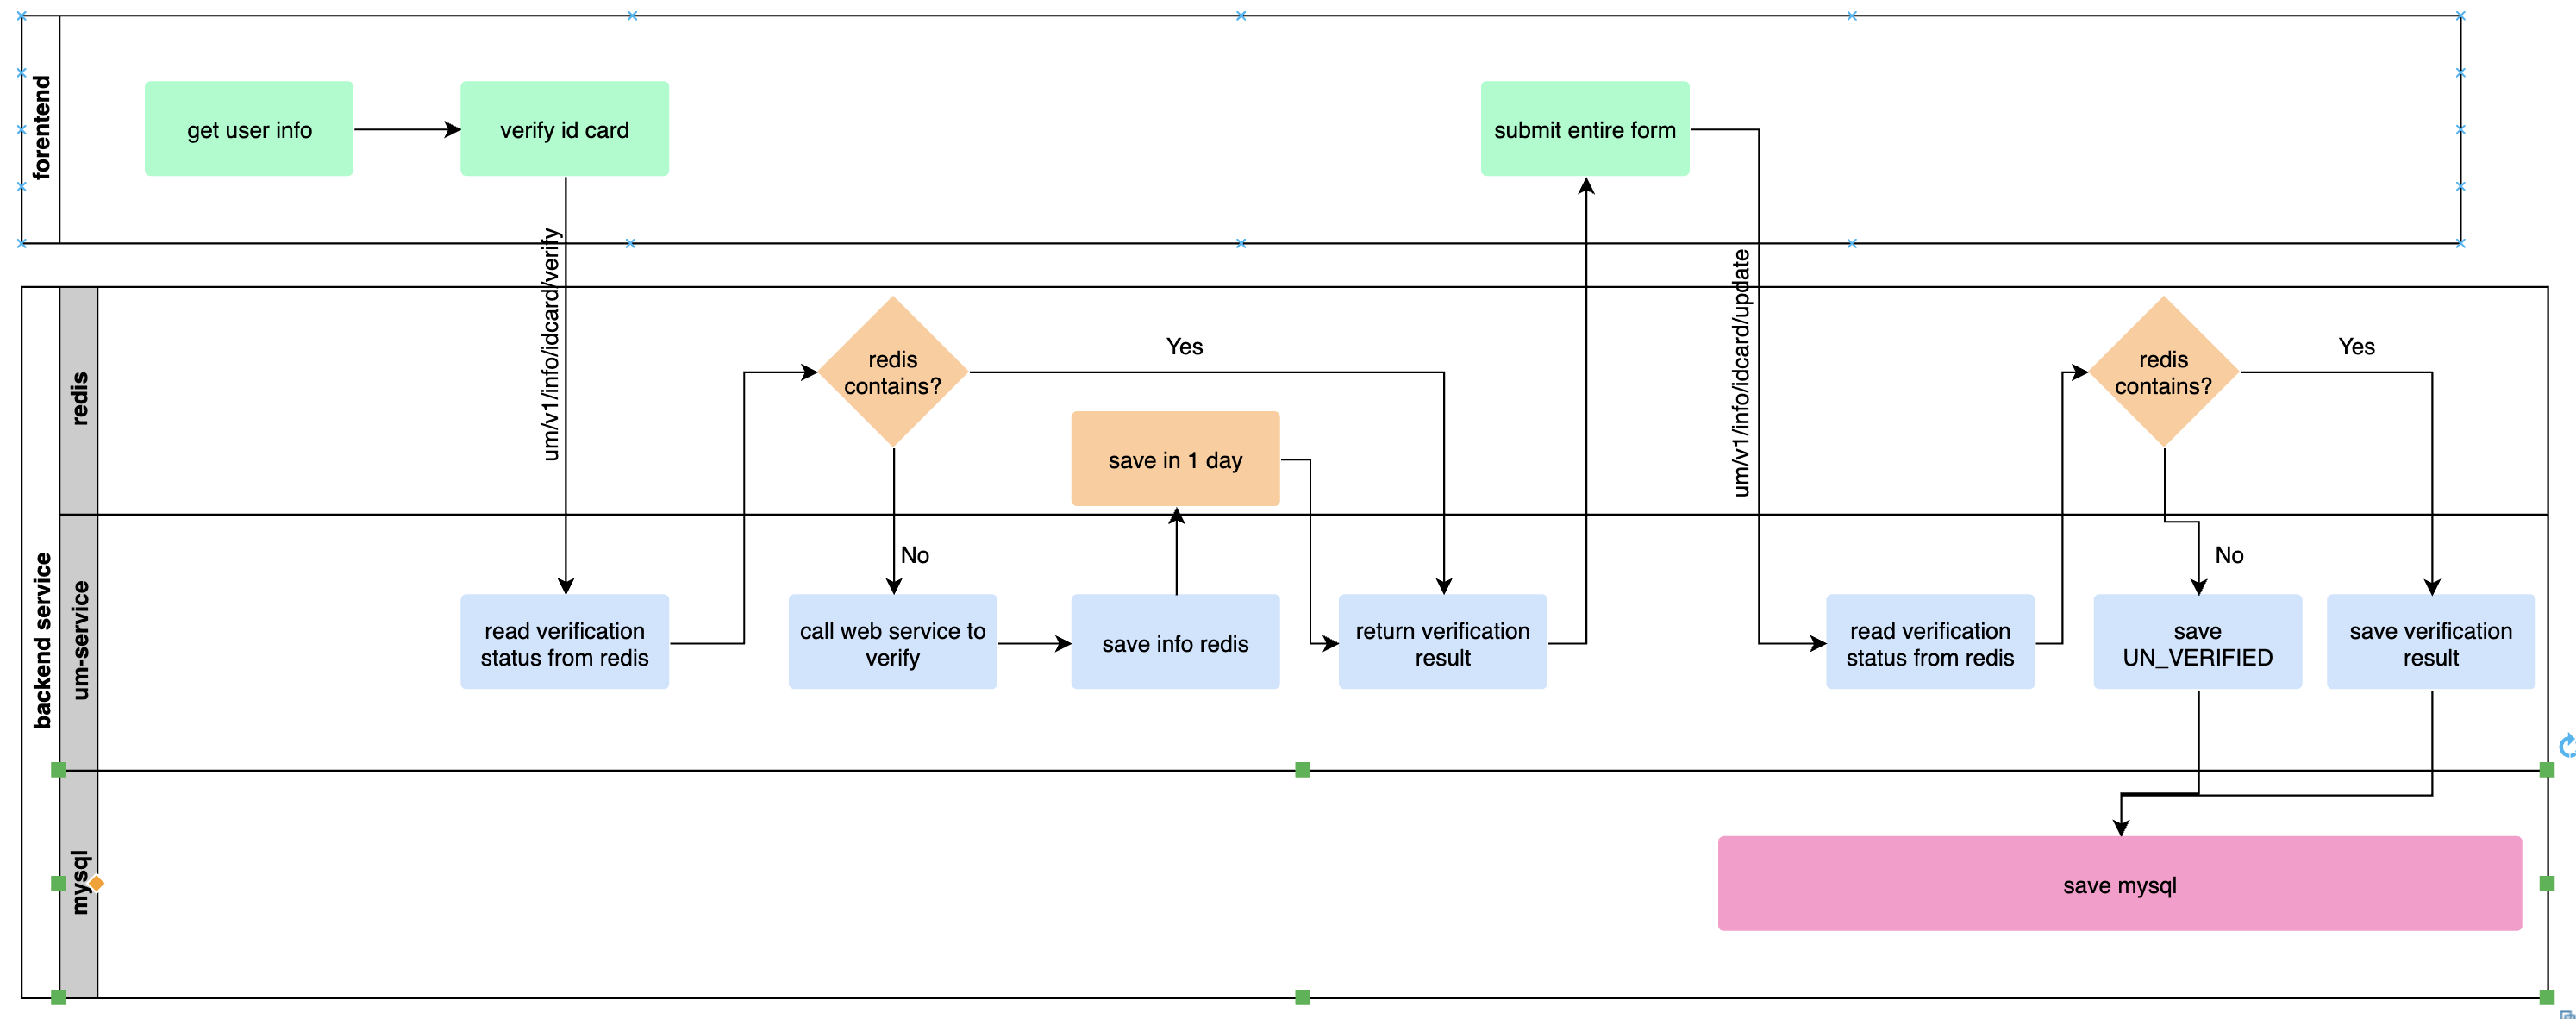 forentend
get user info
verify id card
submit entire form
um/v1/info/idcard/verify
um/v1/info/idcard/update
backend service
redis
redis
contains?
Yes
save in 1 day
No
redis
contains?
Yes
No
um-service
read verification
status from redis
call web service to
verify
save info redis
return verification
result
read verification
status from redis
save
UN_VERIFIED
save verification
result
mysql
save mysql